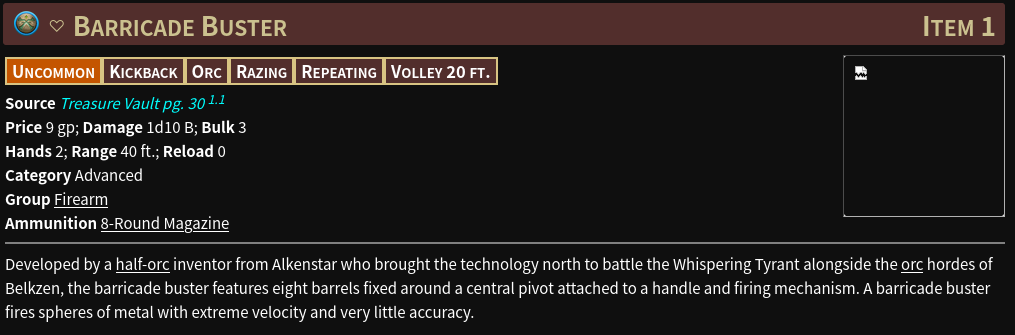 Barricade Buster Item 1
Uncommon Kickback Orc Razing Repeating Volley 20 ft.
Source Treasure Vault pg. 30 1.1
Price 9 gp; Damage 1d10 B; Bulk 3
Hands 2; Range 40 ft.; Reload 0
Category Advanced
Group Firearm
Ammunition 8-Round Magazine
Developed by a half-orc inventor from Alkenstar who brought the technology north to battle the Whispering Tyrant alongside the orc hordes of
Belkzen, the barricade buster features eight barrels fixed around a central pivot attached to a handle and firing mechanism. A barricade buster
fires spheres of metal with extreme velocity and very little accuracy.